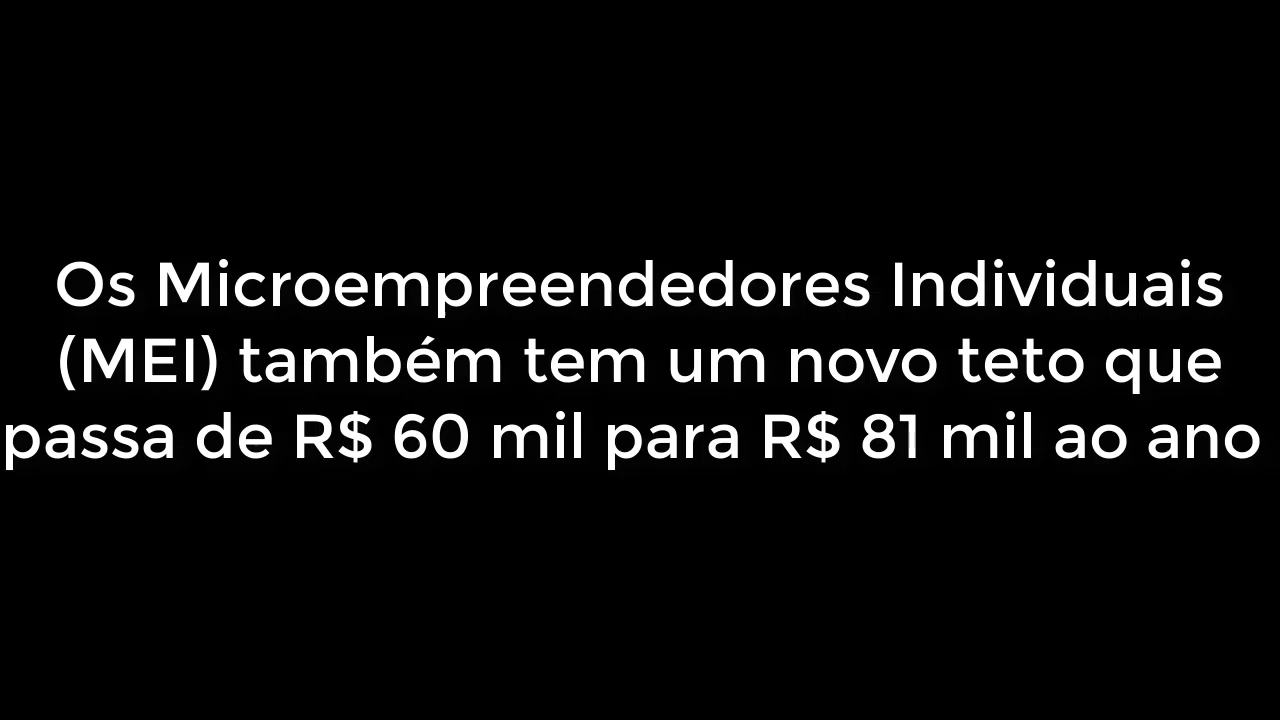 Os Microempreendedores Individuais
(MEI) também tem um novo teto que
passa de R$ 60 mil para R$ 81 mil ao ano